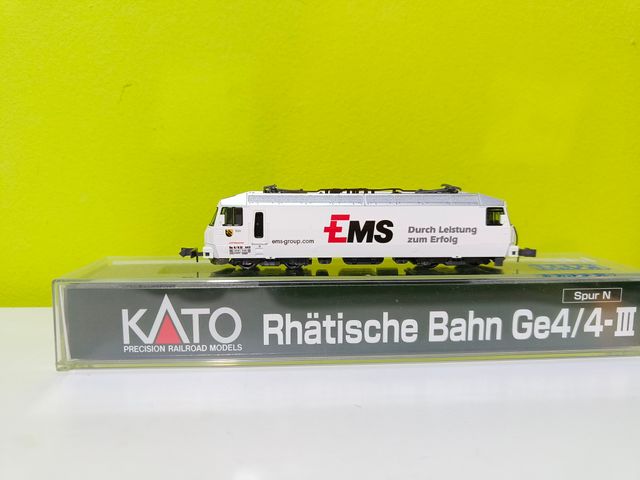 EMS
Durch Leistung
zum Erfolg
ems-group.com
Spur N
KATO
PRECISION RAILROAD MODELS
Rhätische Bahn Ge4/4-III